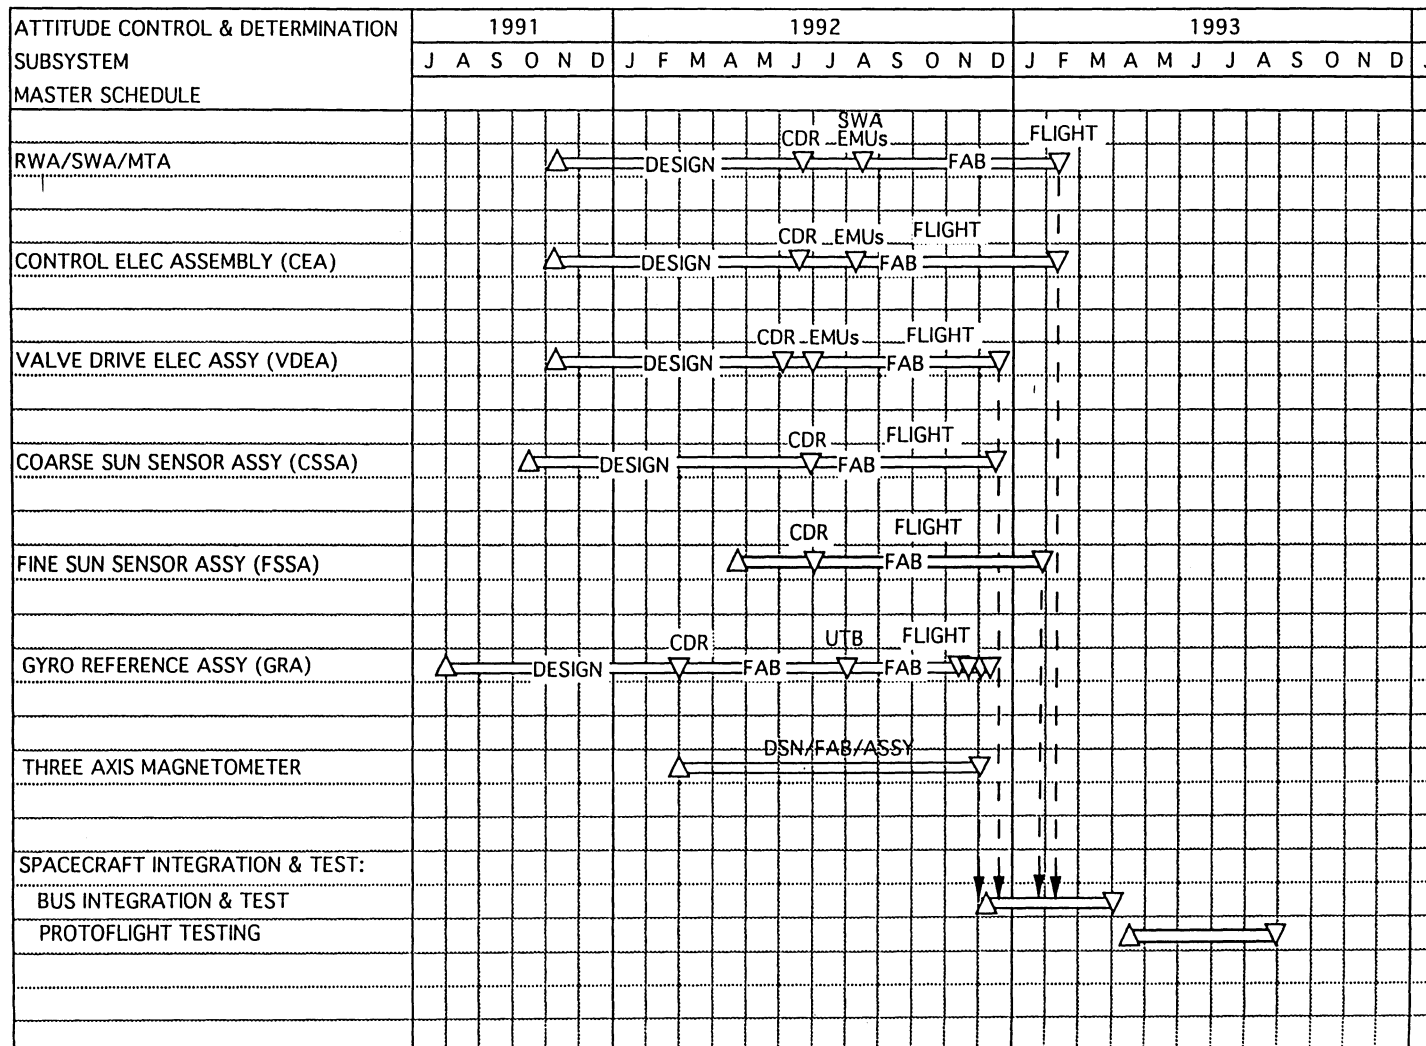 ATTITUDE CONTROL & DETERMINATION
SUBSYSTEM
MASTER SCHEDULE
1991 1992 1993
J A S O N D J F M A M J J A S O N D J F M A M J J A S O N D
RWA/SWA/MTA
DESIGN CDR SWA EMUs FAB FLIGHT
CONTROL ELEC ASSEMBLY (CEA)
DESIGN CDR EMUs FAB FLIGHT
VALVE DRIVE ELEC ASSY (VDEA)
DESIGN CDR EMUs FAB FLIGHT
COARSE SUN SENSOR ASSY (CSSA)
DESIGN CDR FAB FLIGHT
FINE SUN SENSOR ASSY (FSSA)
CDR FAB FLIGHT
GYRO REFERENCE ASSY (GRA)
DESIGN CDR FAB UTB FAB FLIGHT
THREE AXIS MAGNETOMETER
DSN/FAB/ASSY
SPACECRAFT INTEGRATION & TEST:
BUS INTEGRATION & TEST
PROTOFLIGHT TESTING